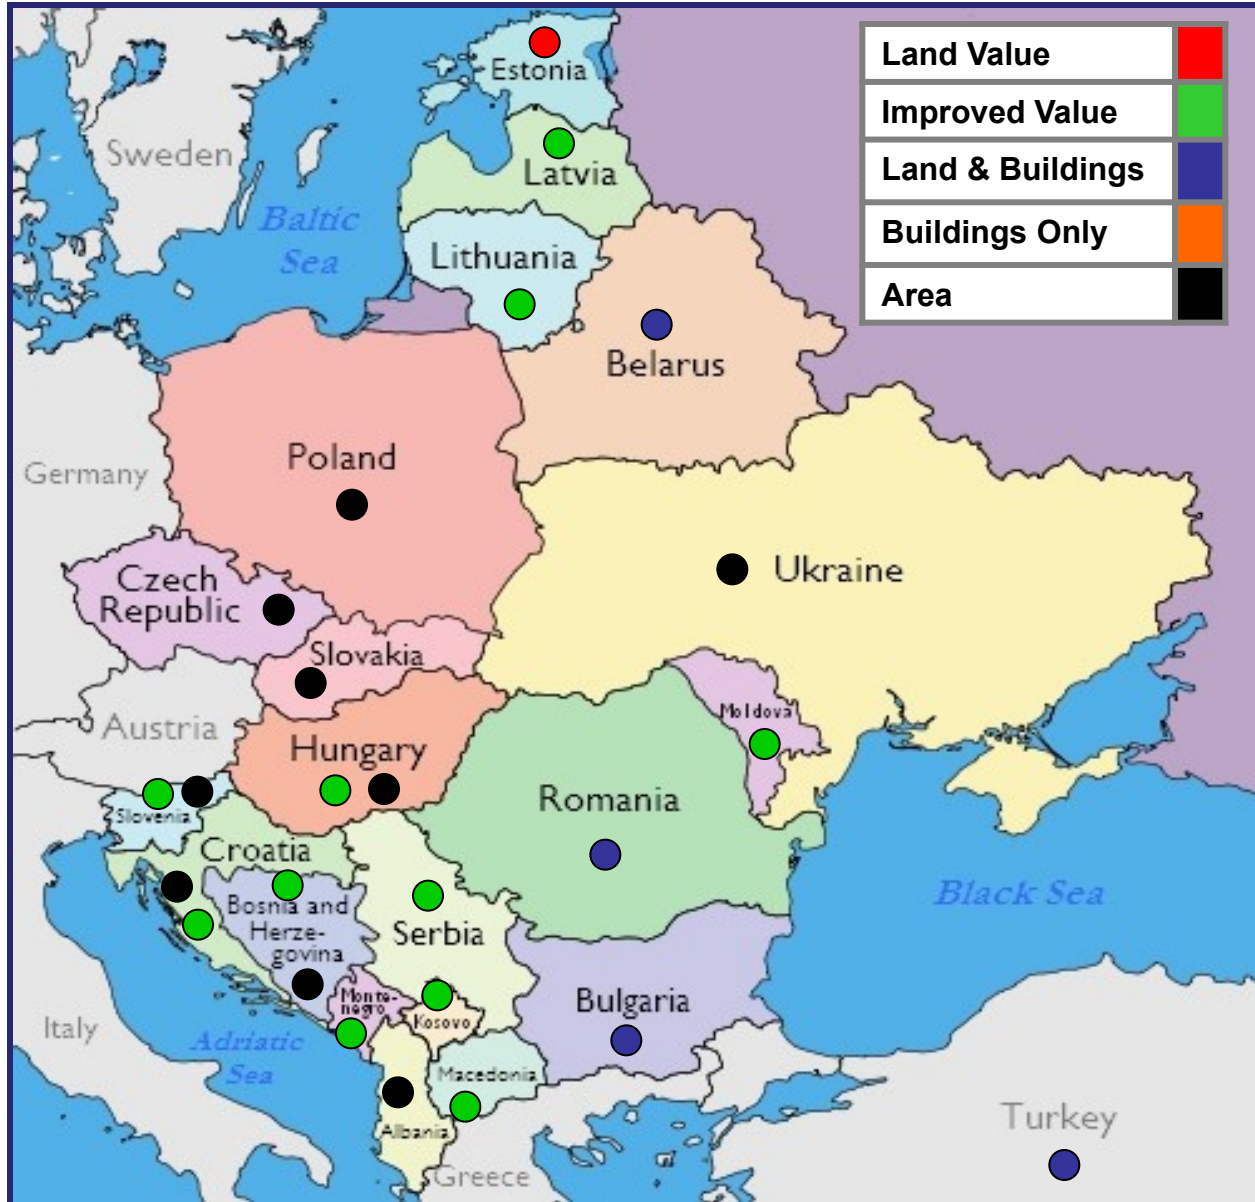 Land Value
Improved Value
Land & Buildings
Buildings Only
Area
Estonia
Sweden
Latvia
Baltic
Sea
Lithuania
Belarus
Poland
Germany
Ukraine
Czech
Republic
Slovakia
Austria
Moldova
Hungary
Romania
Slovenia
Croatia
Black Sea
Bosnia and
Herze-
govina
Serbia
Monte-
negro
Kosovo
Bulgaria
Italy
Adriatic
Sea
Macedonia
Albania
Turkey
Greece